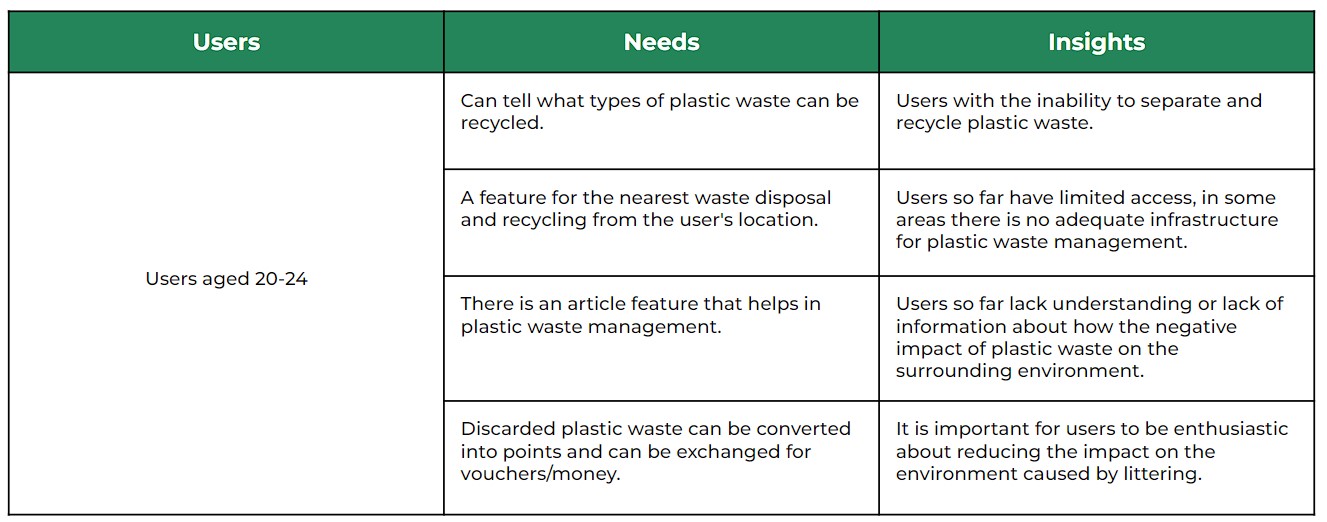 Users
Needs
Insights
Users aged 20-24
Can tell what types of plastic waste can be
recycled.
Users with the inability to separate and
recycle plastic waste.
A feature for the nearest waste disposal
and recycling from the user's location.
Users so far have limited access, in some
areas there is no adequate infrastructure
for plastic waste management.
There is an article feature that helps in
plastic waste management.
Users so far lack understanding or lack of
information about how the negative
impact of plastic waste on the
surrounding environment.
Discarded plastic waste can be converted
into points and can be exchanged for
vouchers/money.
It is important for users to be enthusiastic
about reducing the impact on the
environment caused by littering.